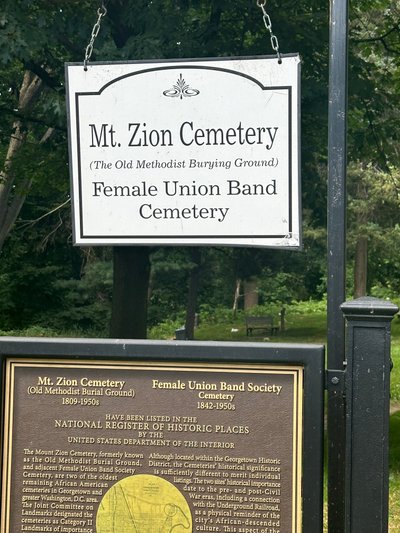 Mt. Zion Cemetery
(The Old Methodist Burying Ground)
Female Union Band
Cemetery
Mt. Zion Cemetery
(Old Methodist Burial Ground)
1809-1950s
Female Union Band Society
Cemetery
1842-1950s
HAVE BEEN LISTED IN THE
NATIONAL REGISTER OF HISTORIC PLACES
BY THE
UNITED STATES DEPARTMENT OF THE INTERIOR
The Mount Zion Cemetery, formerly known
as the Old Methodist Burial Ground,
and adjacent Female Union Band Society
Cemetery, are two of the oldest
remaining African American
cemeteries in Georgetown and
greater Washington, D.C. area.
The Joint Committee on
Landmarks designated the
cemeteries as Category II
Landmarks of importance
Although located within the Georgetown Historic
District, the Cemeteries' historical significance
is sufficiently different to merit individual
listings. The two sites' historical importance
date to the pre- and post-Civil
War eras, including a connection
with the Underground Railroad,
as a physical reminder of the
city's African-descended
culture. This aspect of the